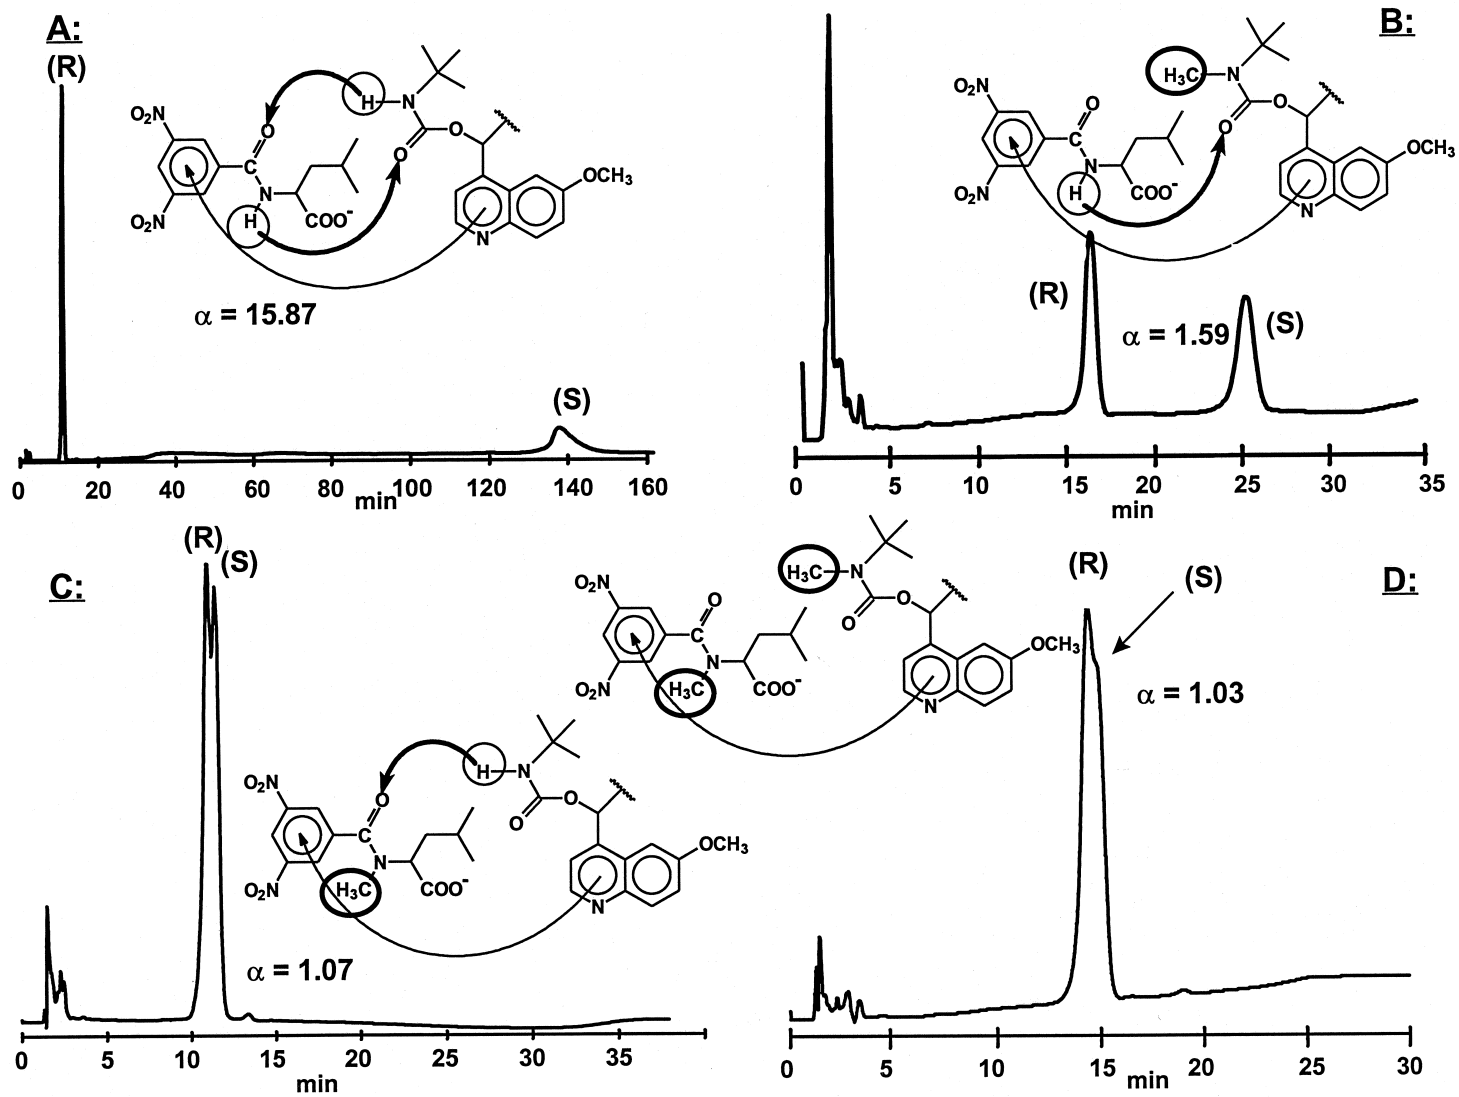 A:
(R)
O₂N
O₂N
O
C
N
H
COO⁻
H
N
O
O
N
OCH₃
α = 15.87
(S)
0 20 40 60 80 100 120 140 160
min
B:
H₃C
N
O₂N
O₂N
O
C
N
H
COO⁻
O
O
N
OCH₃
(R)
α = 1.59
(S)
0 5 10 15 20 25 30 35
min
C:
(R)
(S)
O₂N
O₂N
O
C
N
H₃C
COO⁻
H
N
O
O
N
OCH₃
α = 1.07
0 5 10 15 20 25 30 35
min
D:
O₂N
O₂N
O
C
N
H₃C
COO⁻
H₃C
N
O
O
N
OCH₃
(R)
(S)
α = 1.03
0 5 10 15 20 25 30
min